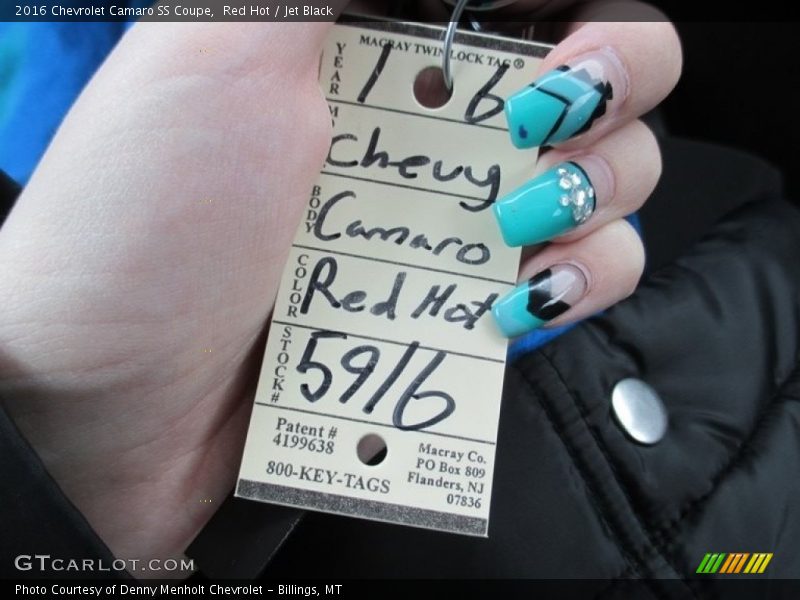 2016 Chevrolet Camaro SS Coupe, Red Hot / Jet Black
MACRAY TWIN LOCK TAG®
YEAR 16
Chevy
BODY Camaro
COLOR Red Hot
STOCK# 5916
Patent #
4199638
800-KEY-TAGS
Macray Co.
PO Box 809
Flanders, NJ
07836
GTCARLOT.COM
Photo Courtesy of Denny Menholt Chevrolet – Billings, MT